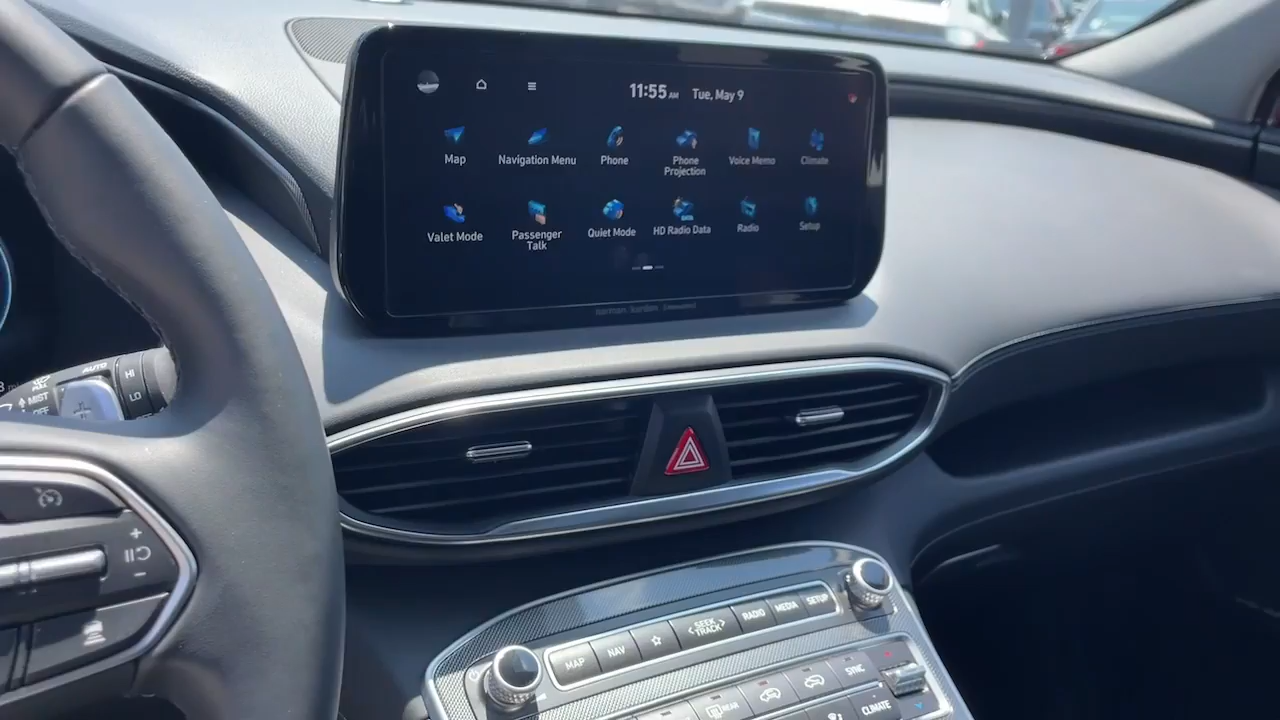 11:55 AM Tue, May 9
Map
Navigation Menu
Phone
Phone
Projection
Voice Memo
Climate
Valet Mode
Passenger
Talk
Quiet Mode
HD Radio Data
Radio
Setup
harman/kardon
AUTO
HI
LO
MIST
OFF
MAP
NAV
SEEK
TRACK
RADIO
MEDIA
SETUP
REAR
SYNC
CLIMATE